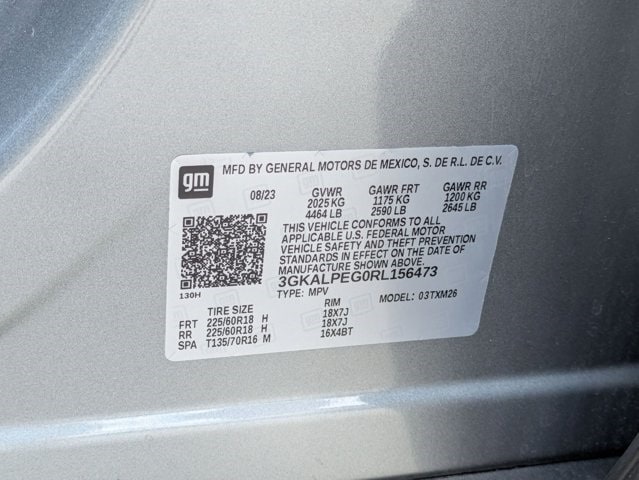 gm
MFD BY GENERAL MOTORS DE MEXICO, S. DE R.L. DE C.V.
08/23 GVWR GAWR FRT GAWR RR
2025 KG 1175 KG 1200 KG
4464 LB 2590 LB 2645 LB
THIS VEHICLE CONFORMS TO ALL
APPLICABLE U.S. FEDERAL MOTOR
VEHICLE SAFETY AND THEFT PREVENTION
STANDARDS IN EFFECT ON THE DATE OF
MANUFACTURE SHOWN ABOVE.
3GKALPEG0RL156473
130H
TYPE: MPV MODEL: 03TXM26
TIRE SIZE RIM
FRT 225/60R18 H 18X7J
RR 225/60R18 H 18X7J
SPA T135/70R16 M 16X4BT